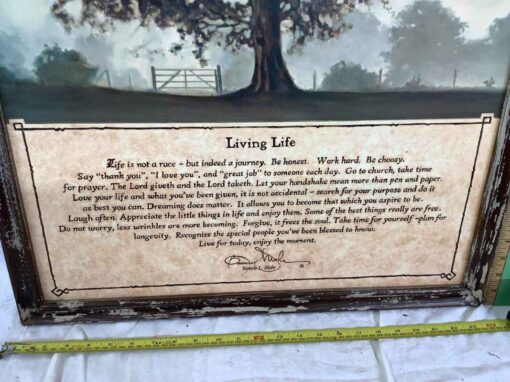 Living Life
Life is not a race - but indeed a journey. Be honest. Work hard. Be choosy.
Say "thank you", "I love you", and "great job" to someone each day. Go to church, take time
for prayer. The Lord giveth and the Lord taketh. Let your handshake mean more than pen and paper.
Love your life and what you've been given, it is not accidental - search for your purpose and do it
as best you can. Dreaming does matter. It allows you to become that which you aspire to be.
Laugh often. Appreciate the little things in life and enjoy them. Some of the best things really are free.
Do not worry, less wrinkles are more becoming. Forgive, it frees the soul. Take time for yourself -plan for
longevity. Recognize the special people you've been blessed to know.
Live for today, enjoy the moment.
Bonnie L. Mohr ©